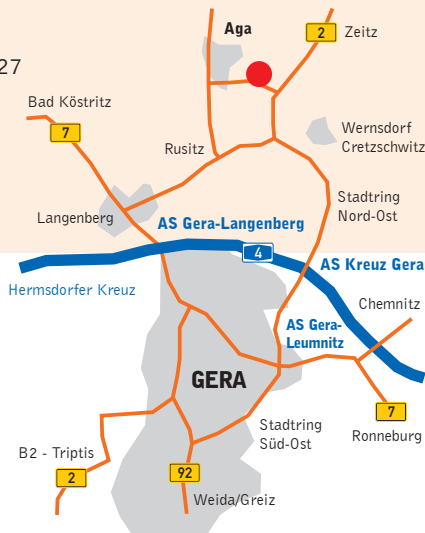 Aga
2
Zeitz
27
Bad Köstritz
7
Wernsdorf
Cretzschwitz
Rusitz
Stadtring
Nord-Ost
Langenberg
AS Gera-Langenberg
4
AS Kreuz Gera
Hermsdorfer Kreuz
Chemnitz
AS Gera-
Leumnitz
GERA
7
Ronneburg
Stadtring
Süd-Ost
B2 - Triptis
2
92
Weida/Greiz